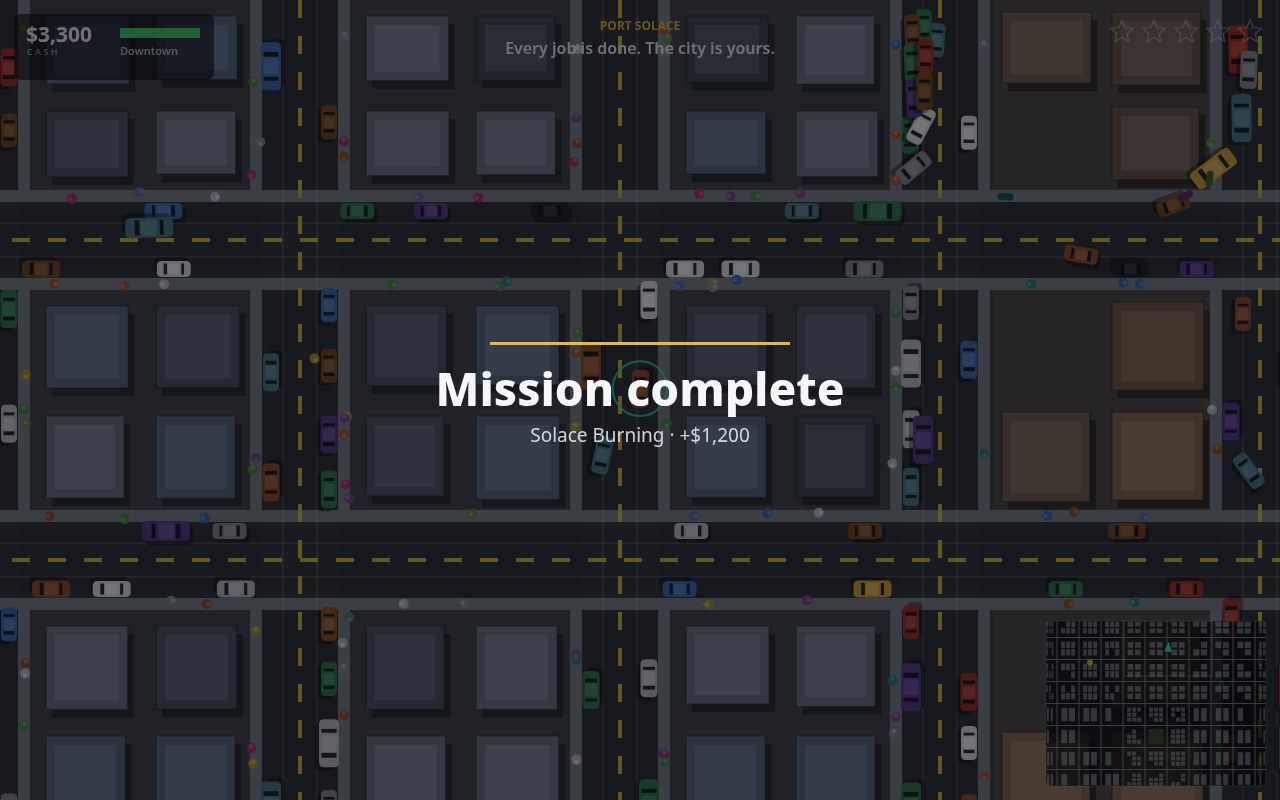 $3,300
CASH
Downtown
PORT SOLACE
Every job is done. The city is yours.
Mission complete
Solace Burning · +$1,200